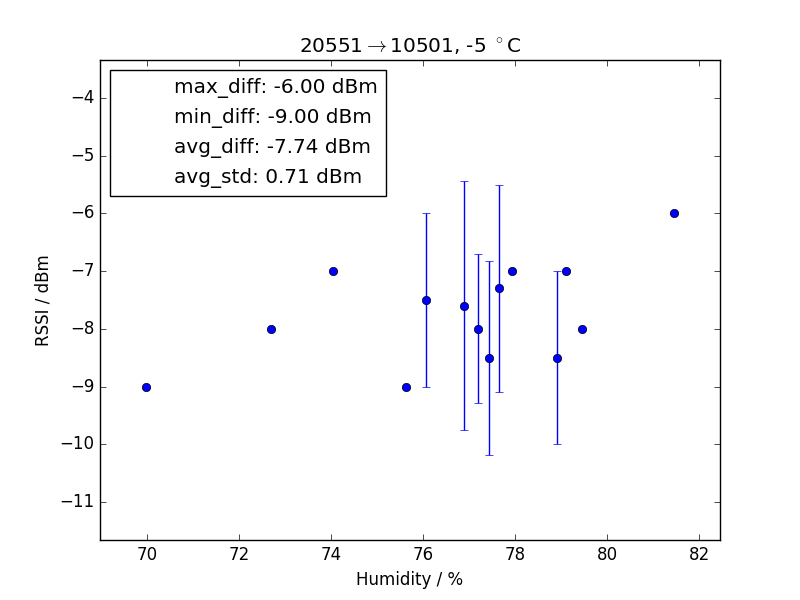 20551→10501, -5 °C
max_diff: -6.00 dBm
min_diff: -9.00 dBm
avg_diff: -7.74 dBm
avg_std: 0.71 dBm
RSSI / dBm
−4
−5
−6
−7
−8
−9
−10
−11
70 72 74 76 78 80 82
Humidity / %